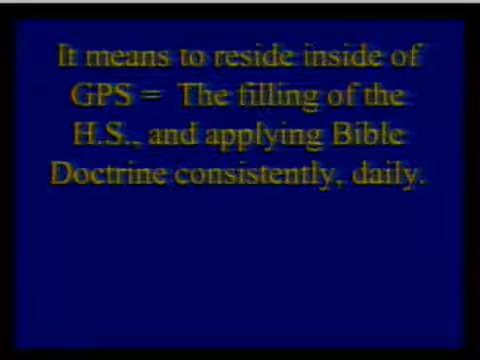 It means to reside inside of
GPS = The filling of the
H.S., and applying Bible
Doctrine consistently, daily.